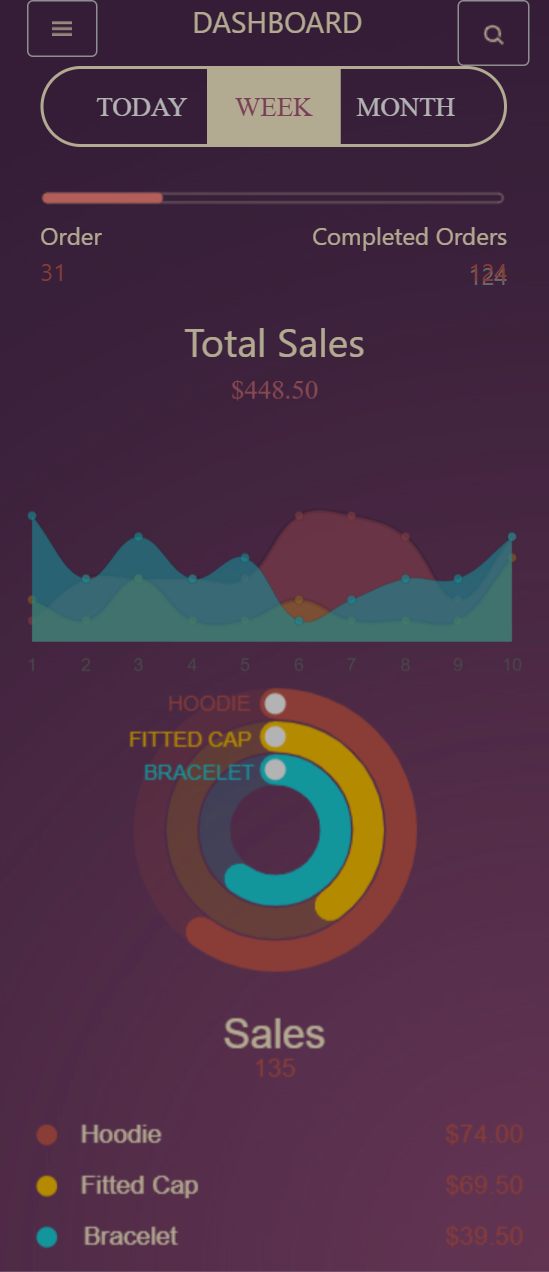 DASHBOARD
TODAY WEEK MONTH
Order Completed Orders
31 124
124
Total Sales
$448.50
1 2 3 4 5 6 7 8 9 10
HOODIE
FITTED CAP
BRACELET
Sales
135
Hoodie $74.00
Fitted Cap $69.50
Bracelet $39.50